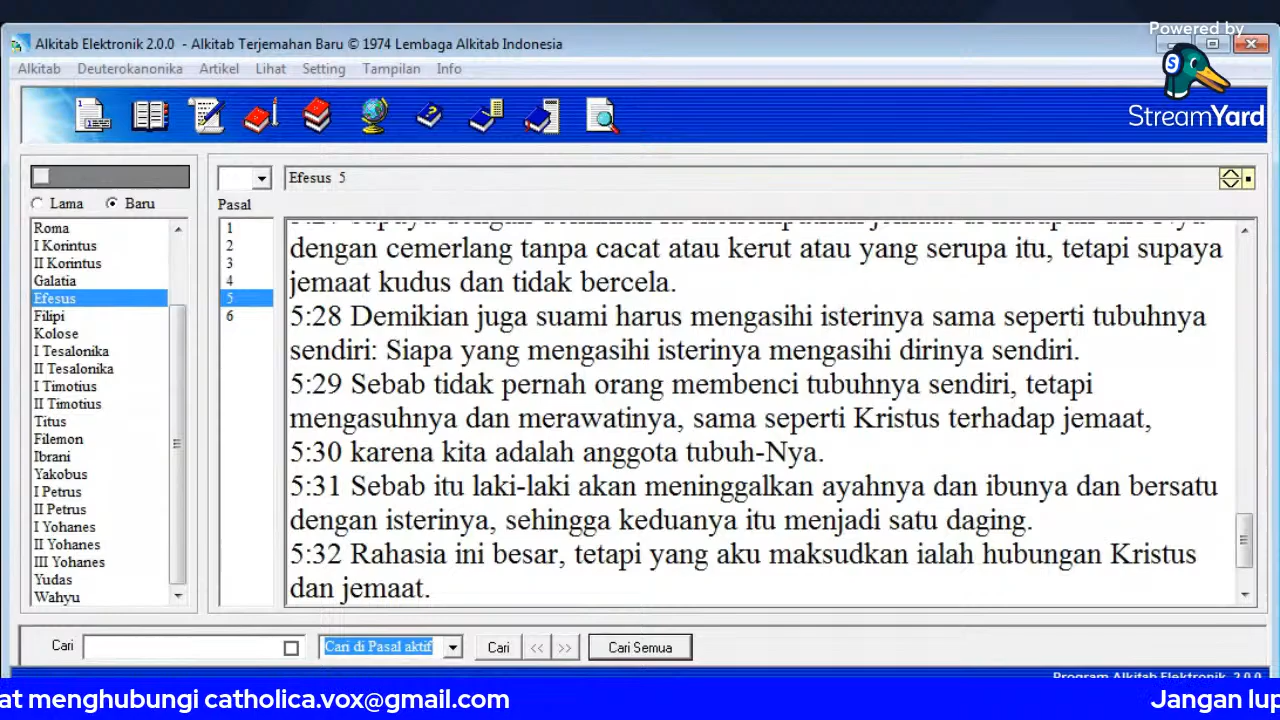 Powered by
StreamYard
Alkitab Elektronik 2.0.0 - Alkitab Terjemahan Baru © 1974 Lembaga Alkitab Indonesia
Alkitab Deuterokanonika Artikel Lihat Setting Tampilan Info
Lama Baru
Roma
I Korintus
II Korintus
Galatia
Efesus
Filipi
Kolose
I Tesalonika
II Tesalonika
I Timotius
II Timotius
Titus
Filemon
Ibrani
Yakobus
I Petrus
II Petrus
I Yohanes
II Yohanes
III Yohanes
Yudas
Wahyu
Efesus 5
Pasal
1
2
3
4
5
6
dengan cemerlang tanpa cacat atau kerut atau yang serupa itu, tetapi supaya
jemaat kudus dan tidak bercela.
5:28 Demikian juga suami harus mengasihi isterinya sama seperti tubuhnya
sendiri: Siapa yang mengasihi isterinya mengasihi dirinya sendiri.
5:29 Sebab tidak pernah orang membenci tubuhnya sendiri, tetapi
mengasuhnya dan merawatinya, sama seperti Kristus terhadap jemaat,
5:30 karena kita adalah anggota tubuh-Nya.
5:31 Sebab itu laki-laki akan meninggalkan ayahnya dan ibunya dan bersatu
dengan isterinya, sehingga keduanya itu menjadi satu daging.
5:32 Rahasia ini besar, tetapi yang aku maksudkan ialah hubungan Kristus
dan jemaat.
Cari Cari di Pasal aktif Cari << >> Cari Semua
Program Alkitab Elektronik 2.0.0
at menghubungi catholica.vox@gmail.com Jangan lup